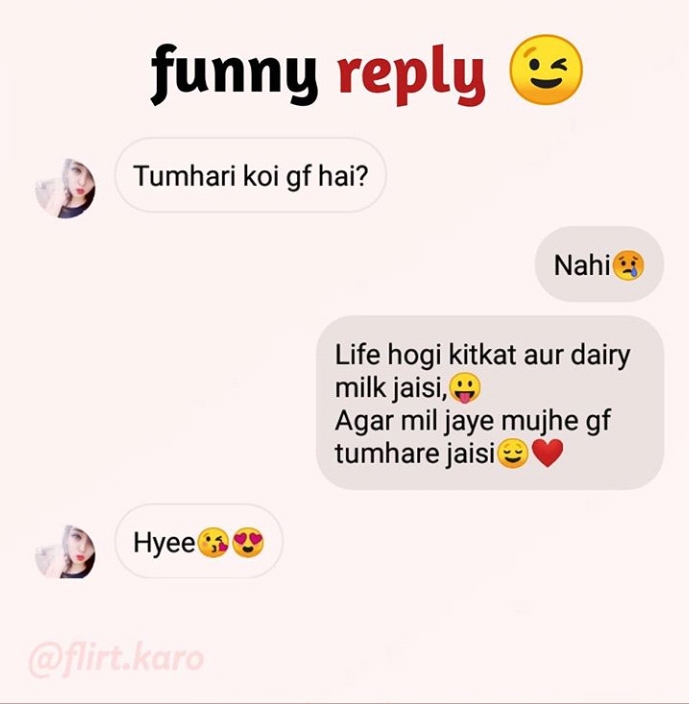 funny reply 😉
Tumhari koi gf hai?
Nahi😢
Life hogi kitkat aur dairy
milk jaisi,😛
Agar mil jaye mujhe gf
tumhare jaisi😌❤️
Hyee😘😍
@flirt.karo